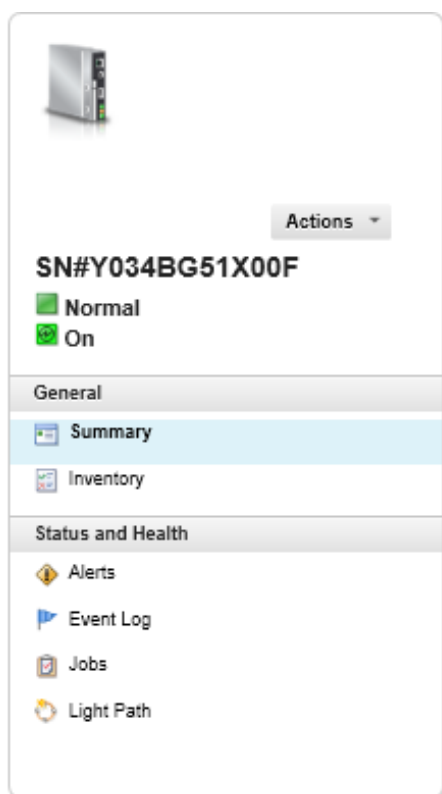 Actions
SN#Y034BG51X00F
Normal
On
General
Summary
Inventory
Status and Health
Alerts
Event Log
Jobs
Light Path